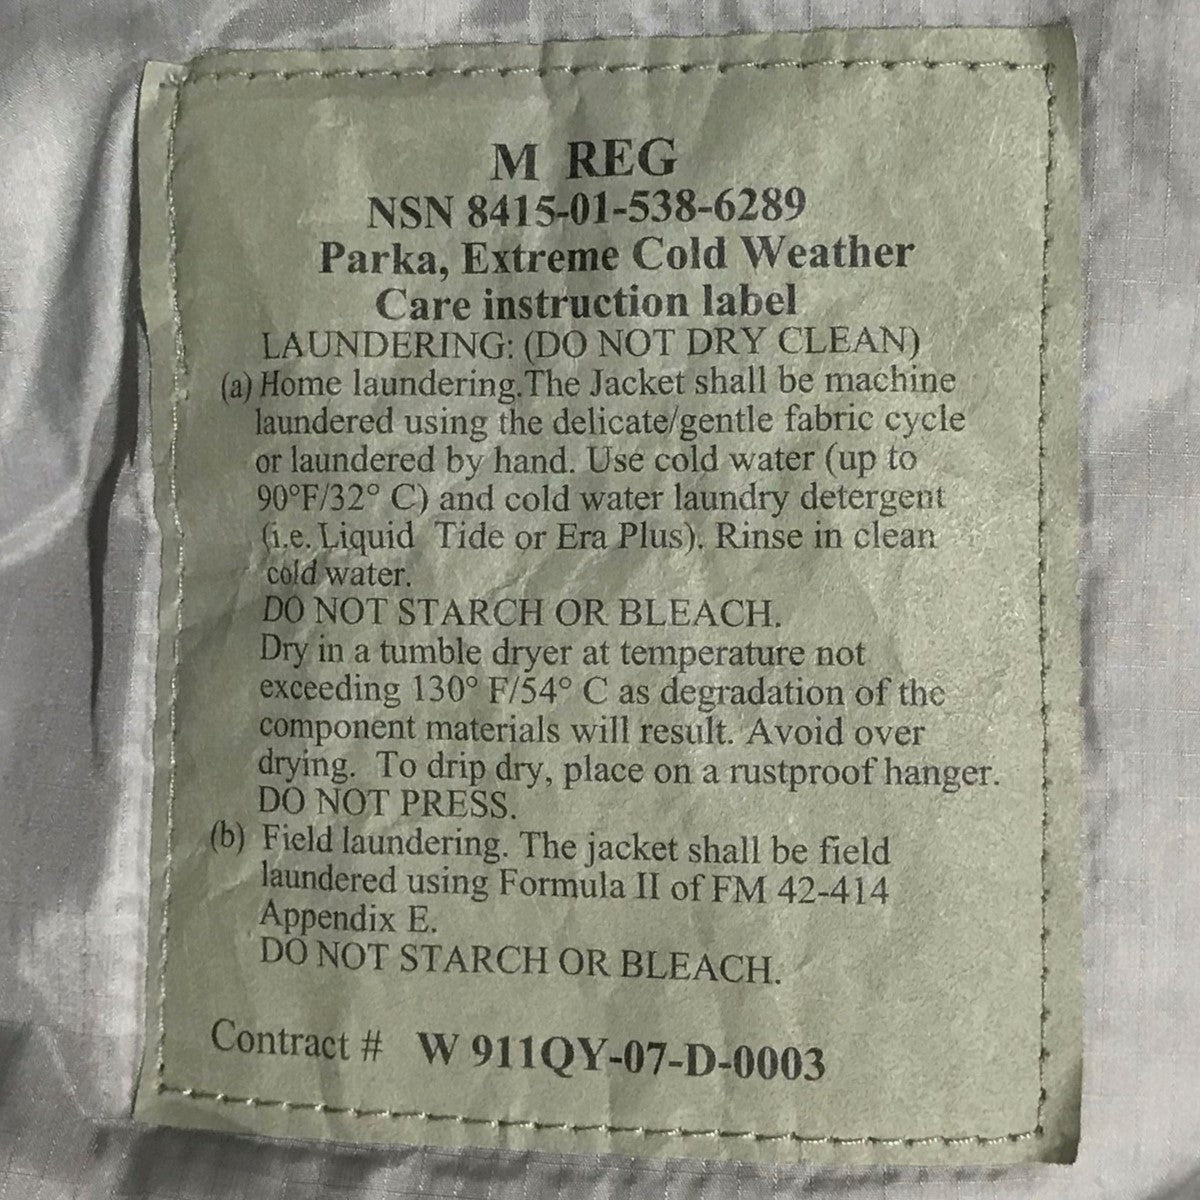 M REG
NSN 8415-01-538-6289
Parka, Extreme Cold Weather
Care instruction label
LAUNDERING: (DO NOT DRY CLEAN)
(a) Home laundering.The Jacket shall be machine
laundered using the delicate/gentle fabric cycle
or laundered by hand. Use cold water (up to
90°F/32° C) and cold water laundry detergent
(i.e. Liquid Tide or Era Plus). Rinse in clean
cold water.
DO NOT STARCH OR BLEACH.
Dry in a tumble dryer at temperature not
exceeding 130° F/54° C as degradation of the
component materials will result. Avoid over
drying. To drip dry, place on a rustproof hanger.
DO NOT PRESS.
(b) Field laundering. The jacket shall be field
laundered using Formula II of FM 42-414
Appendix E.
DO NOT STARCH OR BLEACH.
Contract # W 911QY-07-D-0003